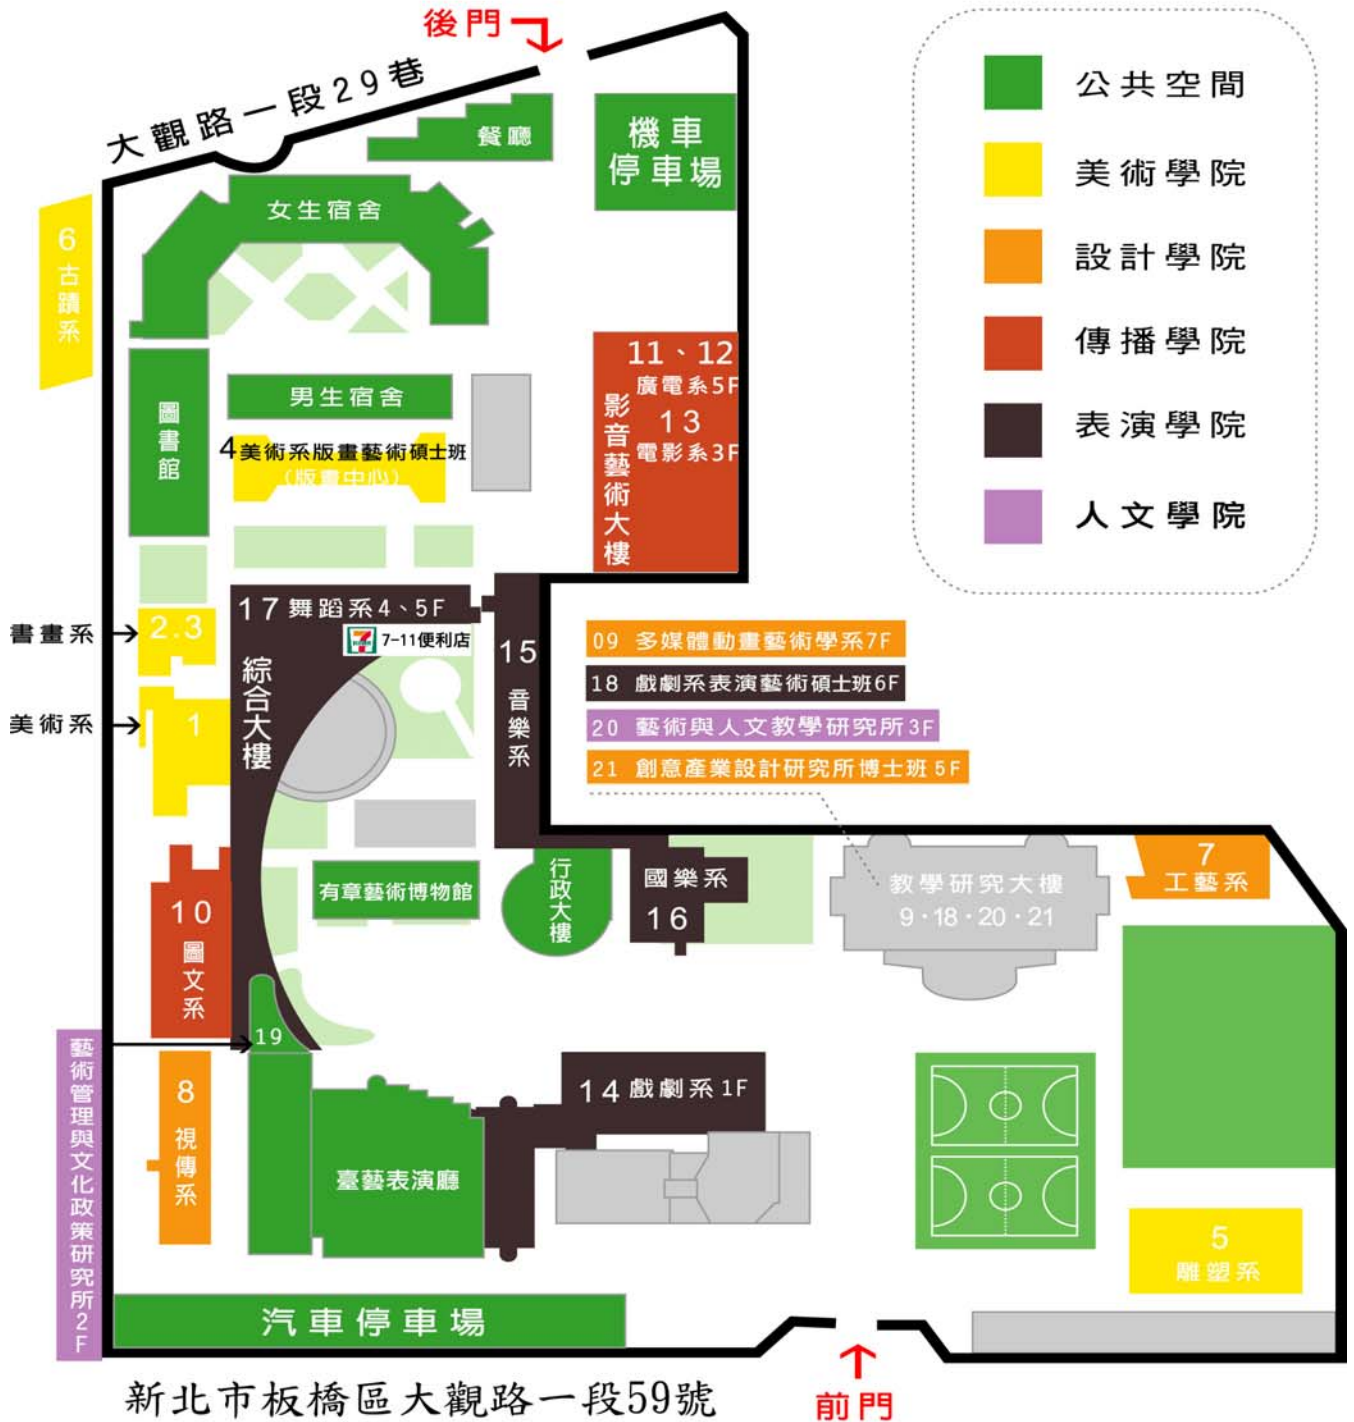 後門
大觀路一段29巷
公共空間
美術學院
設計學院
傳播學院
表演學院
人文學院
餐廳
機車
停車場
女生宿舍
6
古蹟系
圖書館
男生宿舍
4美術系版畫藝術碩士班
(版畫中心)
11、12
廣電系5F
13
電影系3F
影音藝術大樓
17 舞蹈系4、5F
7-11便利店
綜合大樓
15
音樂系
書畫系
2.3
美術系
1
09 多媒體動畫藝術學系7F
18 戲劇系表演藝術碩士班6F
20 藝術與人文教學研究所3F
21 創意產業設計研究所博士班 5F
10
圖文系
有章藝術博物館
行政大樓
國樂系
16
教學研究大樓
9·18·20·21
7
工藝系
19
藝術管理與文化政策研究所2F
8
視傳系
臺藝表演廳
14 戲劇系1F
5
雕塑系
汽車停車場
前門
新北市板橋區大觀路一段59號